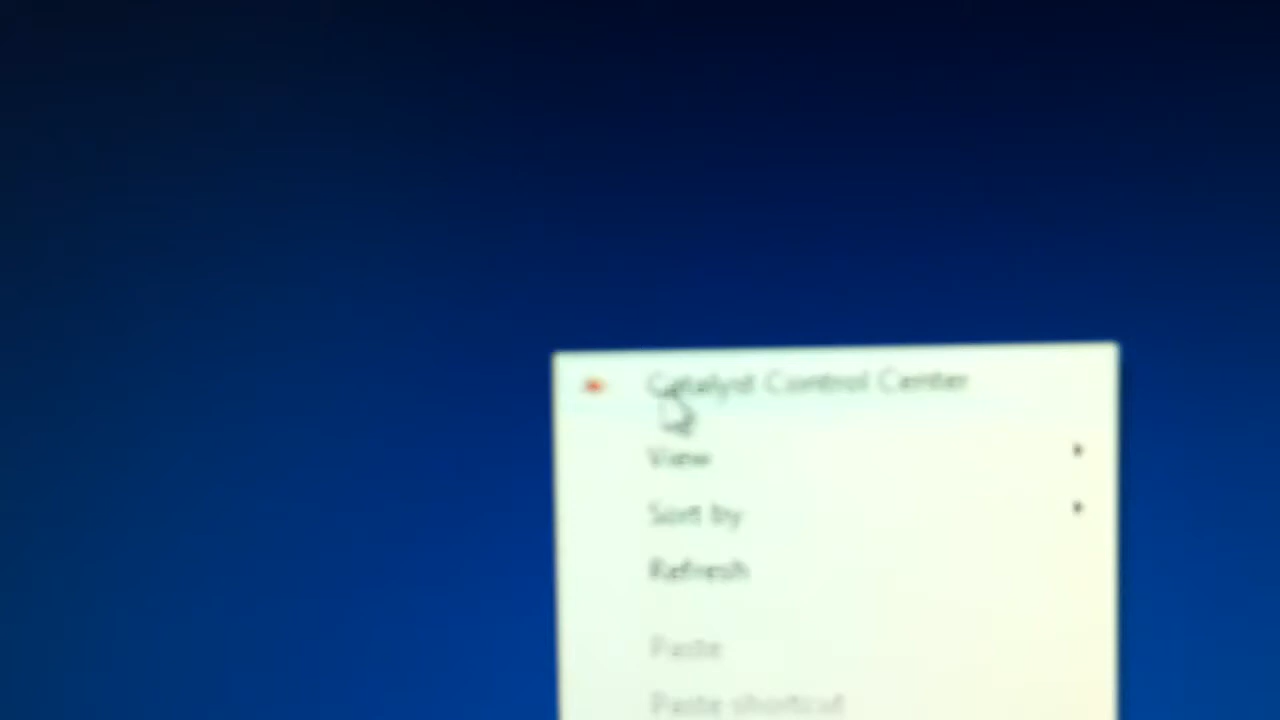 Catalyst Control Center
View
Sort by
Refresh
Paste
Paste shortcut